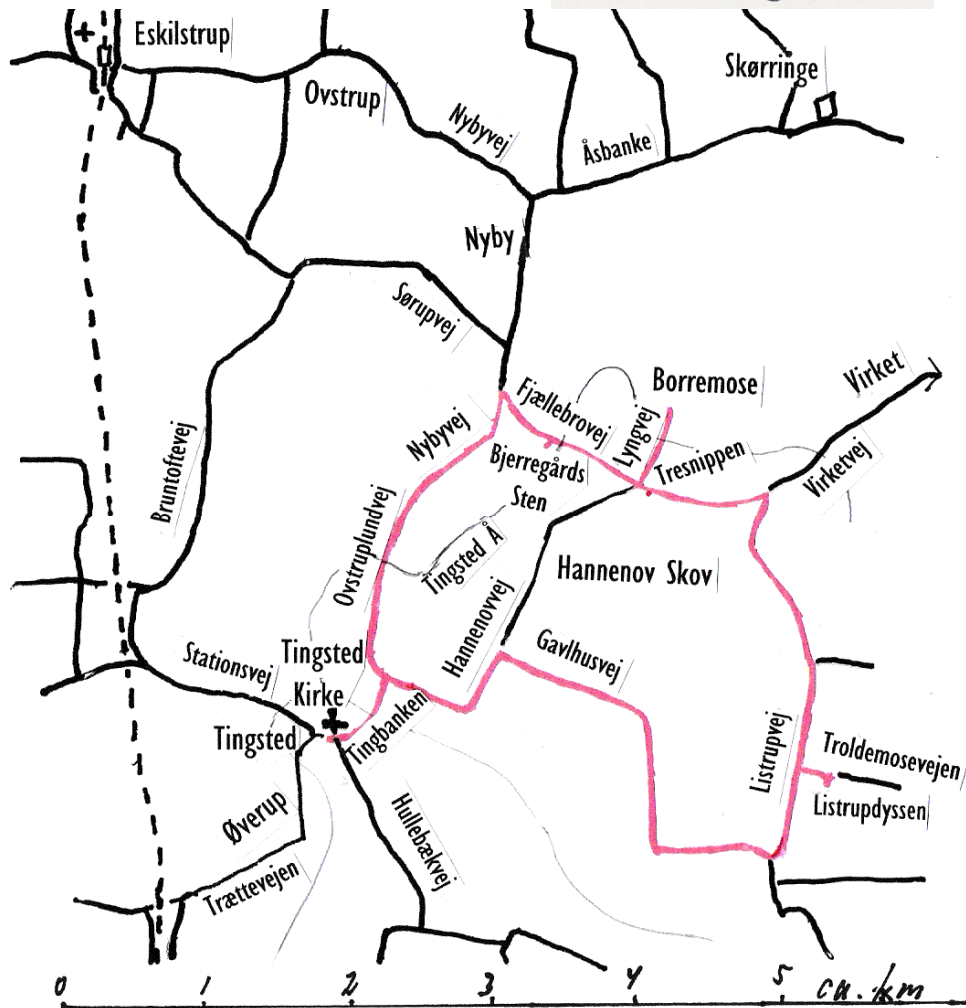 Eskilstrup
Skørringe
Ovstrup
Nybyvej
Åsbanke
Nyby
Sørupvej
Virket
Borremose
Fjællebrovej
Lyngvej
Nybyvej
Bjerregårds
Sten
Tresnippen
Virketvej
Bruntoftevej
Ovstruplundvej
Tingsted Å
Hannenov Skov
Hannenovvej
Gavlhusvej
Stationsvej
Tingsted
Kirke
Tingsted
Tingbanken
Listrupvej
Troldemosevejen
Listrupdyssen
Øverup
Hullebækvej
Trættevejen
0 1 2 3 4 5 ca. km